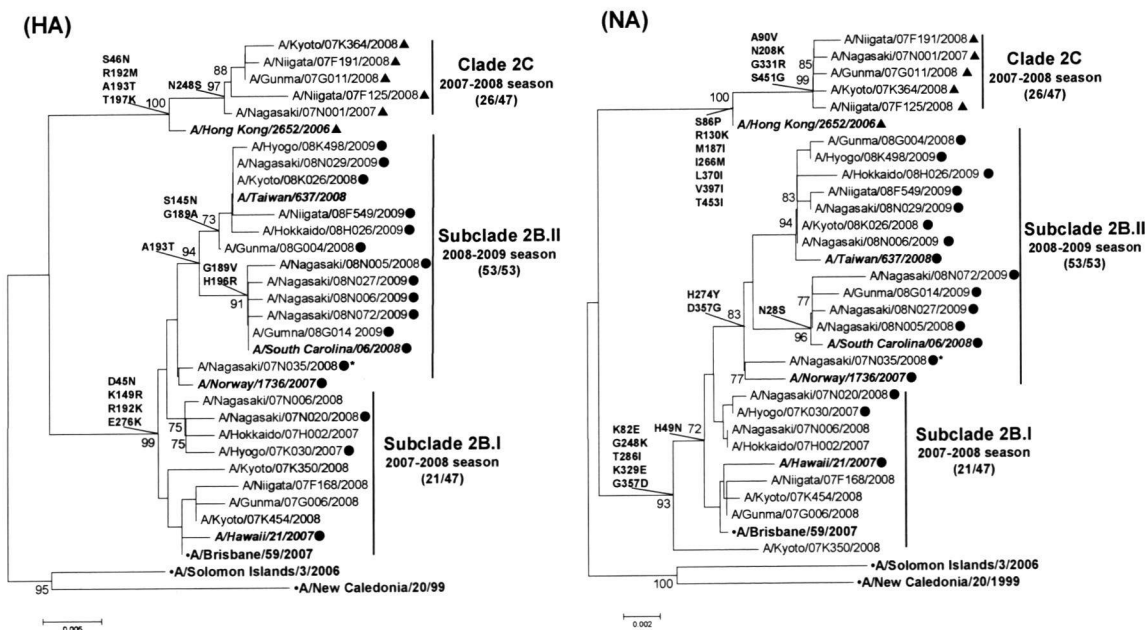 (HA)
A/Kyoto/07K364/2008▲
A/Niigata/07F191/2008▲
A/Gunma/07G011/2008▲
A/Niigata/07F125/2008▲
A/Nagasaki/07N001/2007▲
A/Hong Kong/2652/2006▲
S46N
R192M
A193T
T197K
N248S
88
97
100
Clade 2C
2007-2008 season
(26/47)
A/Hyogo/08K498/2009●
A/Nagasaki/08N029/2009●
A/Kyoto/08K026/2008●
A/Taiwan/637/2008
A/Niigata/08F549/2009●
A/Hokkaido/08H026/2009●
A/Gunma/08G004/2008●
A/Nagasaki/08N005/2008●
A/Nagasaki/08N027/2009●
A/Nagasaki/08N006/2009●
A/Nagasaki/08N072/2009●
A/Gumna/08G014 2009●
A/South Carolina/06/2008●
A/Nagasaki/07N035/2008●*
A/Norway/1736/2007●
S145N
G189A
73
A193T
94
G189V
H196R
91
Subclade 2B.II
2008-2009 season
(53/53)
D45N
K149R
R192K
E276K
99
A/Nagasaki/07N006/2008
A/Nagasaki/07N020/2008●
A/Hokkaido/07H002/2007
A/Hyogo/07K030/2007●
75
75
A/Kyoto/07K350/2008
A/Niigata/07F168/2008
A/Gunma/07G006/2008
A/Kyoto/07K454/2008
A/Hawaii/21/2007●
•A/Brisbane/59/2007
Subclade 2B.I
2007-2008 season
(21/47)
•A/Solomon Islands/3/2006
•A/New Caledonia/20/99
95
0.005
(NA)
A/Niigata/07F191/2008▲
A/Nagasaki/07N001/2007▲
A/Gunma/07G011/2008▲
A/Kyoto/07K364/2008▲
A/Niigata/07F125/2008▲
A/Hong Kong/2652/2006▲
A90V
N208K
G331R
S451G
85
99
100
Clade 2C
2007-2008 season
(26/47)
S86P
R130K
M187I
I266M
L370I
V397I
T453I
A/Gunma/08G004/2008●
A/Hyogo/08K498/2009●
A/Hokkaido/08H026/2009●
A/Niigata/08F549/2009●
A/Nagasaki/08N029/2009●
A/Kyoto/08K026/2008●
A/Nagasaki/08N006/2009●
A/Taiwan/637/2008●
83
94
A/Nagasaki/08N072/2009●
A/Gunma/08G014/2009●
A/Nagasaki/08N027/2009●
A/Nagasaki/08N005/2008●
A/South Carolina/06/2008●
77
N28S
96
H274Y
D357G
83
A/Nagasaki/07N035/2008●*
A/Norway/1736/2007●
77
Subclade 2B.II
2008-2009 season
(53/53)
A/Nagasaki/07N020/2008●
A/Hyogo/07K030/2007●
A/Nagasaki/07N006/2008
A/Hokkaido/07H002/2007
A/Hawaii/21/2007●
A/Niigata/07F168/2008
A/Kyoto/07K454/2008
A/Gunma/07G006/2008
•A/Brisbane/59/2007
A/Kyoto/07K350/2008
H49N
72
K82E
G248K
T286I
K329E
G357D
93
Subclade 2B.I
2007-2008 season
(21/47)
•A/Solomon Islands/3/2006
•A/New Caledonia/20/1999
100
0.002